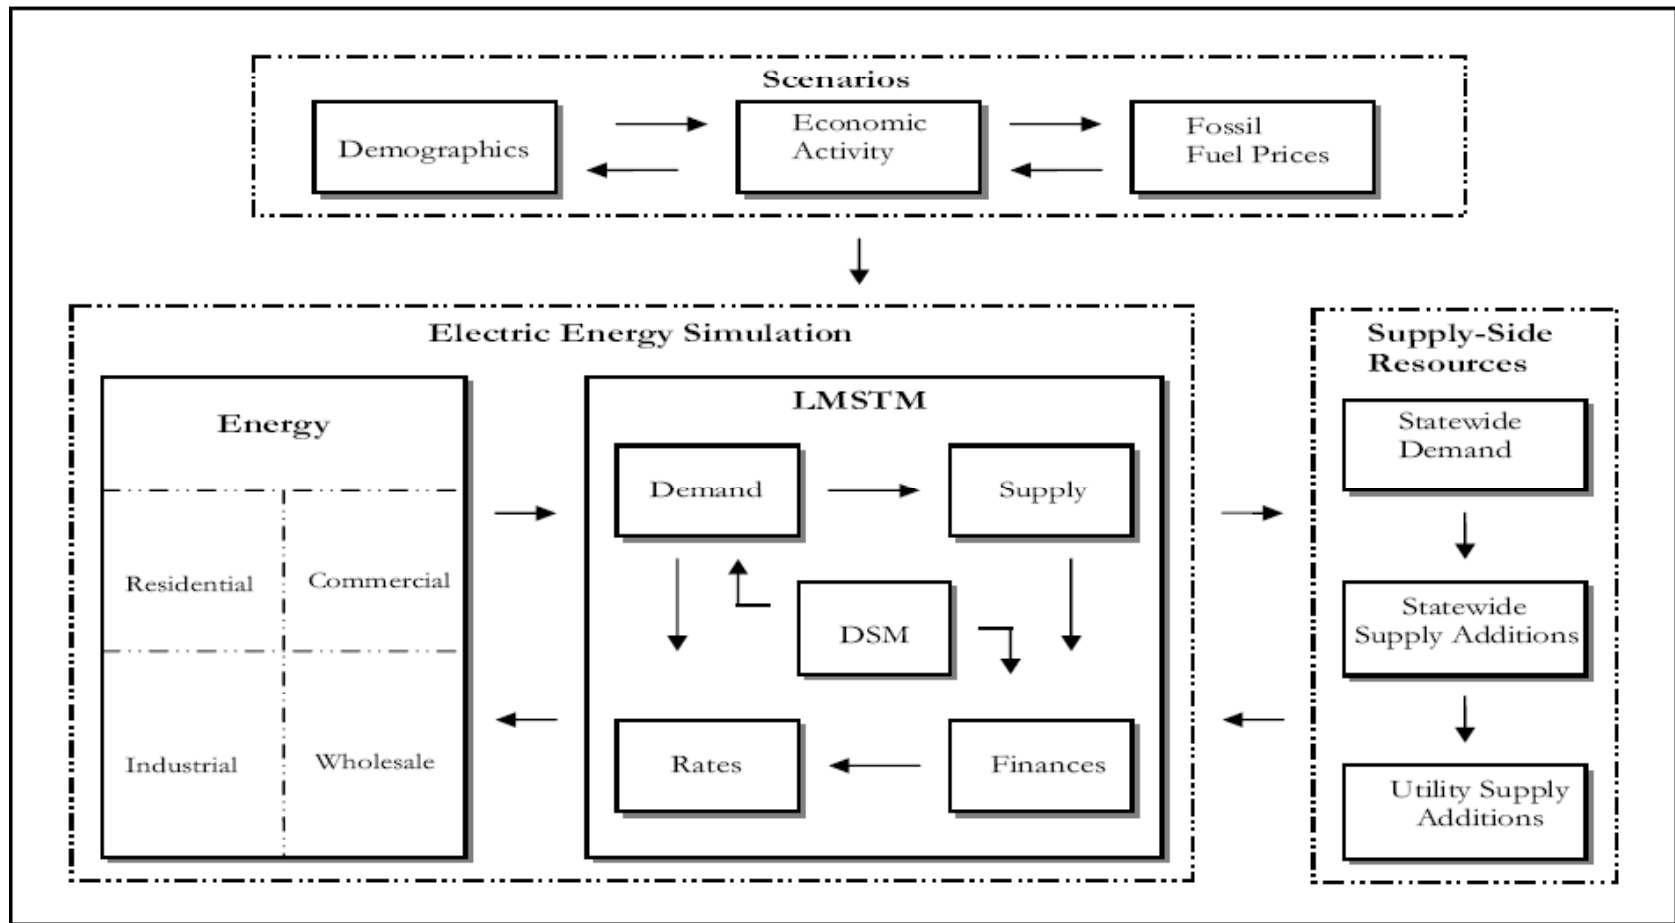 Scenarios
Demographics
Economic
Activity
Fossil
Fuel Prices
Electric Energy Simulation
Energy
Residential
Commercial
Industrial
Wholesale
LMSTM
Demand
Supply
DSM
Rates
Finances
Supply-Side
Resources
Statewide
Demand
Statewide
Supply Additions
Utility Supply
Additions